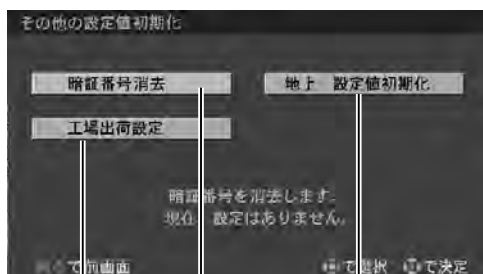 その他の設定値初期化
暗証番号消去
地上 設定値初期化
工場出荷設定
暗証番号を消去します。
現在 設定はありません。
で前画面
で選択 で決定